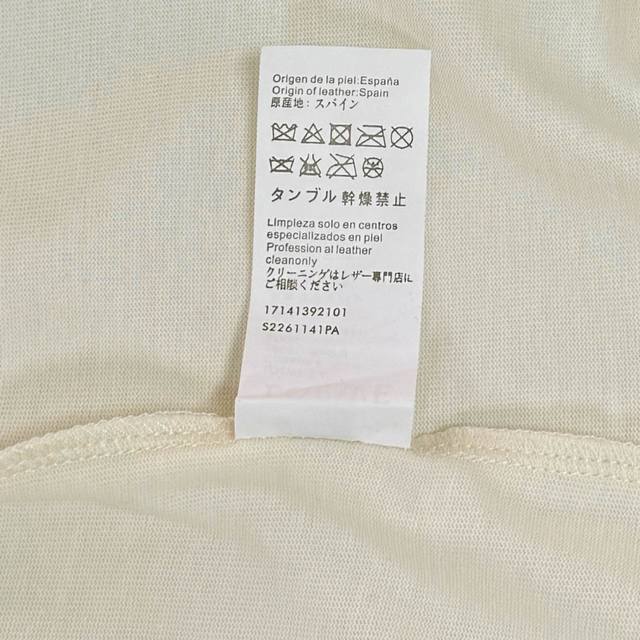 Origen de la piel:España
Origin of leather:Spain
原産地: スパイン
タンブル幹燥禁止
Limpieza solo en centros
especializados en piel
Profession al leather
cleanonly
クリーニングはレザー専門店に
ご相談ください
17141392101
S2261141PA